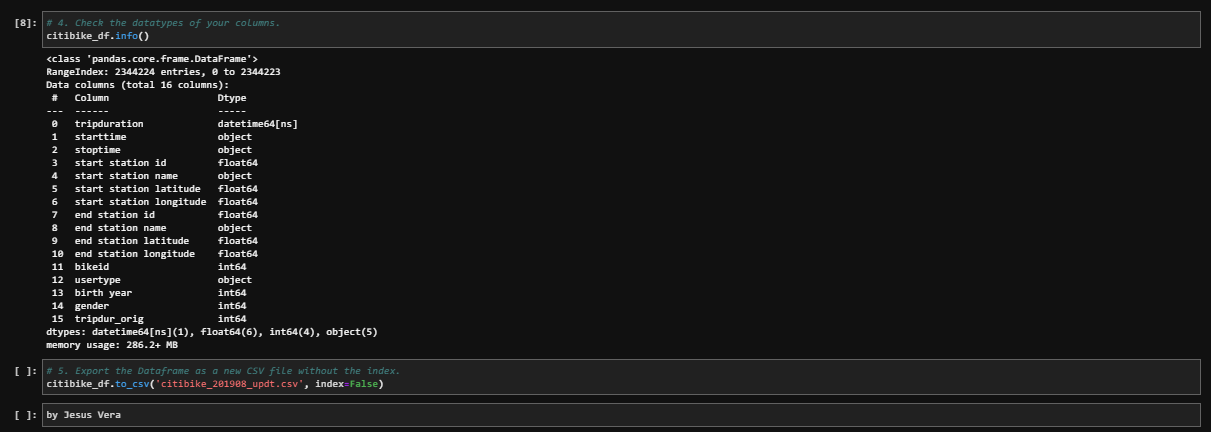 [8]: # 4. Check the datatypes of your columns.
citibike_df.info()
<class 'pandas.core.frame.DataFrame'>
RangeIndex: 2344224 entries, 0 to 2344223
Data columns (total 16 columns):
 #   Column                   Dtype
---  ------                   -----
 0   tripduration             datetime64[ns]
 1   starttime                object
 2   stoptime                 object
 3   start station id         float64
 4   start station name       object
 5   start station latitude   float64
 6   start station longitude  float64
 7   end station id           float64
 8   end station name         object
 9   end station latitude     float64
 10  end station longitude    float64
 11  bikeid                   int64
 12  usertype                 object
 13  birth year               int64
 14  gender                   int64
 15  tripdur_orig             int64
dtypes: datetime64[ns](1), float64(6), int64(4), object(5)
memory usage: 286.2+ MB
[ ]: # 5. Export the Dataframe as a new CSV file without the index.
citibike_df.to_csv('citibike_201908_updt.csv', index=False)
[ ]: by Jesus Vera